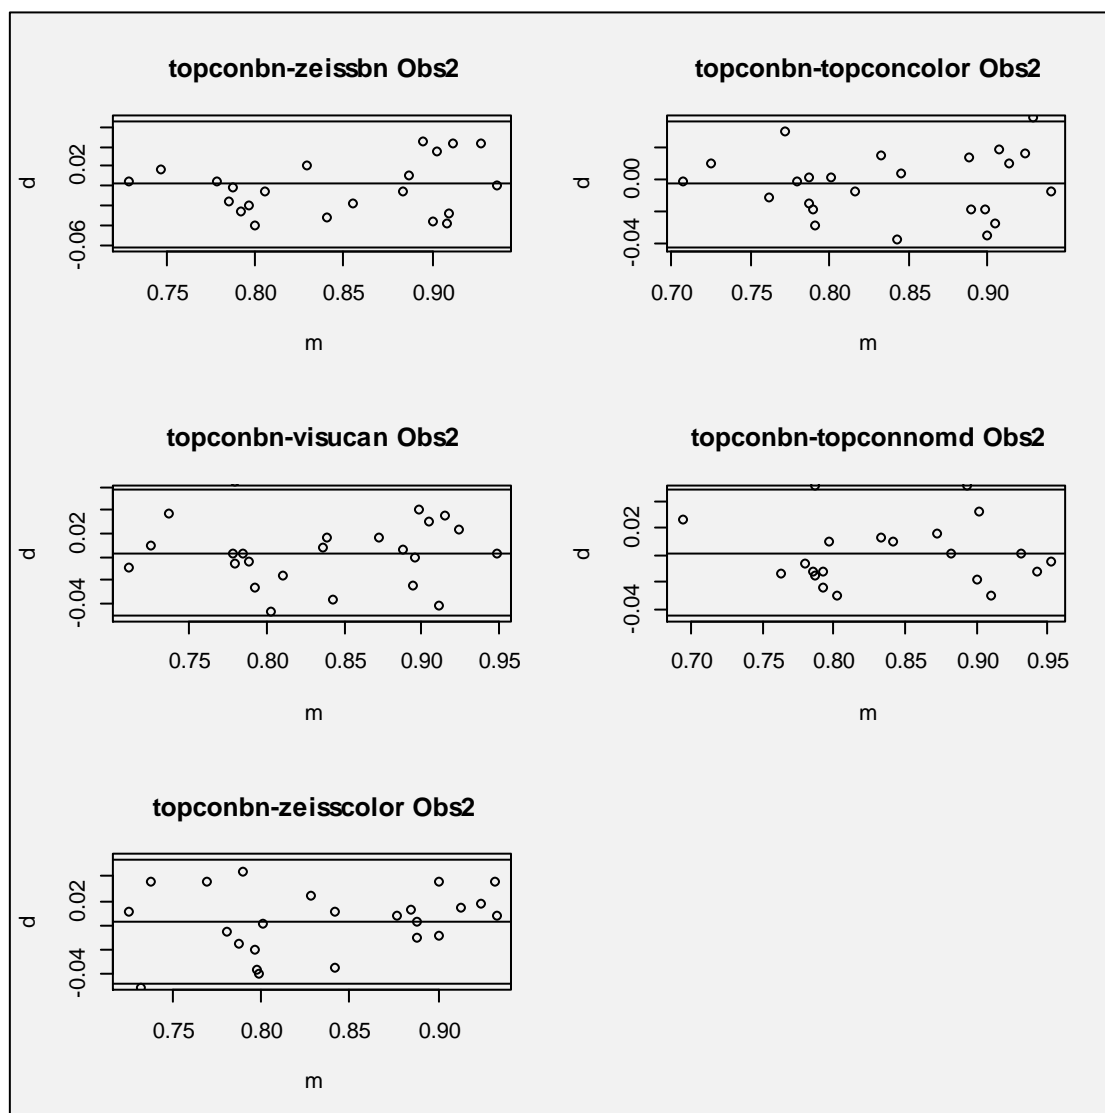 topconbn-zeissbn Obs2
d
0.02
-0.06
0.75 0.80 0.85 0.90
m
topconbn-topconcolor Obs2
d
0.00
-0.04
0.70 0.75 0.80 0.85 0.90
m
topconbn-visucan Obs2
d
0.02
-0.04
0.75 0.80 0.85 0.90 0.95
m
topconbn-topconnomd Obs2
d
0.02
-0.04
0.70 0.75 0.80 0.85 0.90 0.95
m
topconbn-zeisscolor Obs2
d
0.02
-0.04
0.75 0.80 0.85 0.90
m